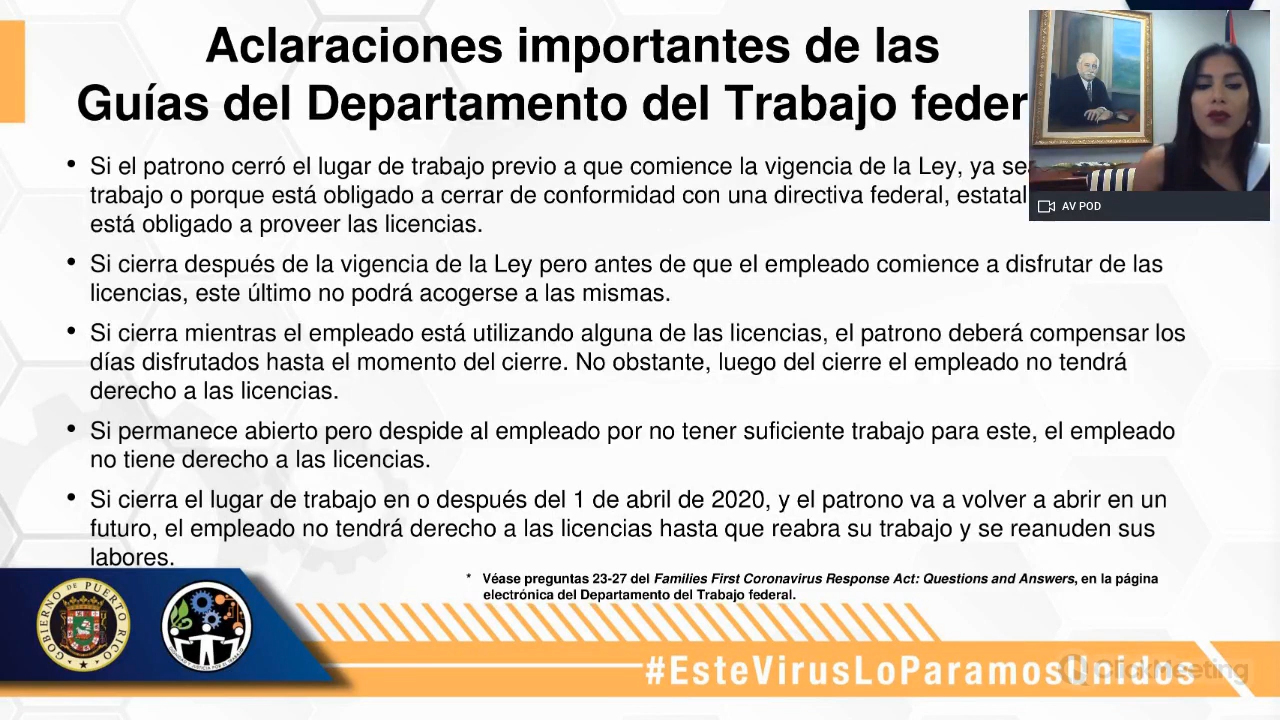 Aclaraciones importantes de las
Guías del Departamento del Trabajo feder
• Si el patrono cerró el lugar de trabajo previo a que comience la vigencia de la Ley, ya se
trabajo o porque está obligado a cerrar de conformidad con una directiva federal, estatal
está obligado a proveer las licencias.
AV POD
• Si cierra después de la vigencia de la Ley pero antes de que el empleado comience a disfrutar de las
licencias, este último no podrá acogerse a las mismas.
• Si cierra mientras el empleado está utilizando alguna de las licencias, el patrono deberá compensar los
días disfrutados hasta el momento del cierre. No obstante, luego del cierre el empleado no tendrá
derecho a las licencias.
• Si permanece abierto pero despide al empleado por no tener suficiente trabajo para este, el empleado
no tiene derecho a las licencias.
• Si cierra el lugar de trabajo en o después del 1 de abril de 2020, y el patrono va a volver a abrir en un
futuro, el empleado no tendrá derecho a las licencias hasta que reabra su trabajo y se reanuden sus
labores.
* Véase preguntas 23-27 del Families First Coronavirus Response Act: Questions and Answers, en la página
electrónica del Departamento del Trabajo federal.
GOBIERNO DE PUERTO RICO
#EsteVirusLoParamosUnidos
ClickMeeting